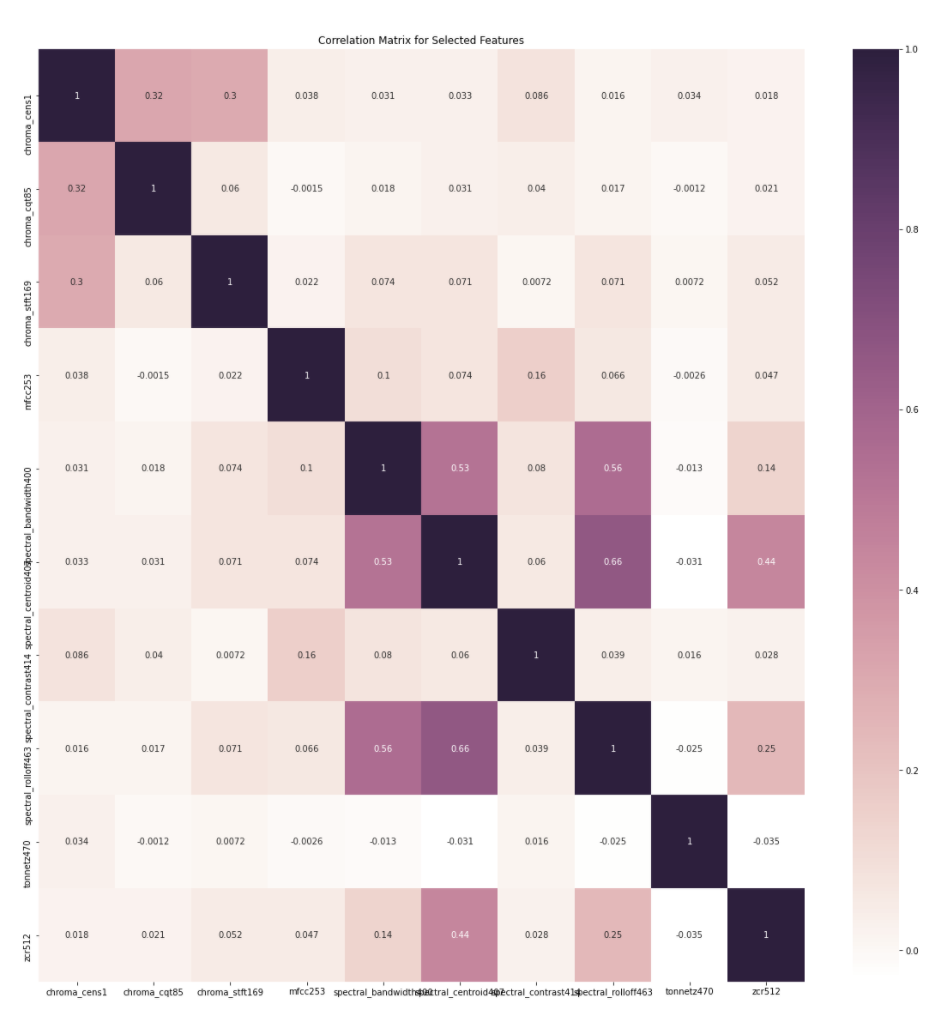 Correlation Matrix for Selected Features
chroma_cens1 1 0.32 0.3 0.038 0.031 0.033 0.086 0.016 0.034 0.018
chroma_cqt85 0.32 1 0.06 -0.0015 0.018 0.031 0.04 0.017 -0.0012 0.021
chroma_stft169 0.3 0.06 1 0.022 0.074 0.071 0.0072 0.071 0.0072 0.052
mfcc253 0.038 -0.0015 0.022 1 0.1 0.074 0.16 0.066 -0.0026 0.047
spectral_bandwidth400 0.031 0.018 0.074 0.1 1 0.53 0.08 0.56 -0.013 0.14
spectral_centroid407 0.033 0.031 0.071 0.074 0.53 1 0.06 0.66 -0.031 0.44
spectral_contrast414 0.086 0.04 0.0072 0.16 0.08 0.06 1 0.039 0.016 0.028
spectral_rolloff463 0.016 0.017 0.071 0.066 0.56 0.66 0.039 1 -0.025 0.25
tonnetz470 0.034 -0.0012 0.0072 -0.0026 -0.013 -0.031 0.016 -0.025 1 -0.035
zcr512 0.018 0.021 0.052 0.047 0.14 0.44 0.028 0.25 -0.035 1
chroma_cens1 chroma_cqt85 chroma_stft169 mfcc253 spectral_bandwidth400 spectral_centroid407 spectral_contrast414 spectral_rolloff463 tonnetz470 zcr512
1.0
0.8
0.6
0.4
0.2
0.0